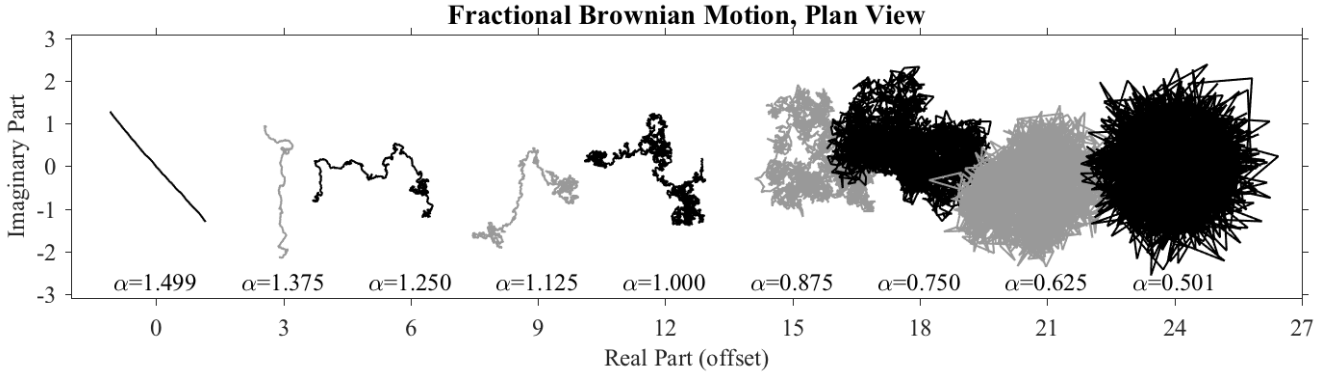 Fractional Brownian Motion, Plan View
3
2
1
0
-1
-2
-3
Imaginary Part
α=1.499 α=1.375 α=1.250 α=1.125 α=1.000 α=0.875 α=0.750 α=0.625 α=0.501
0 3 6 9 12 15 18 21 24 27
Real Part (offset)